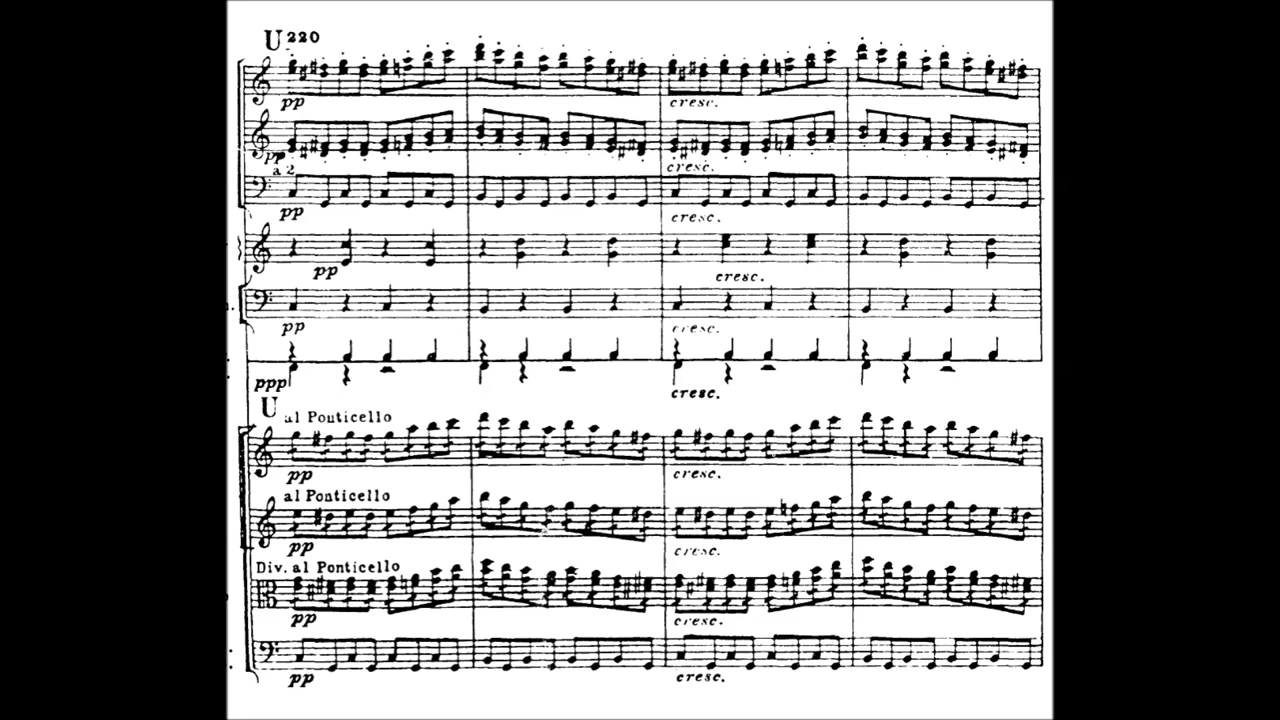 U 220
pp cresc.
pp cresc.
a 2
pp cresc.
pp cresc.
pp cresc.
ppp cresc.
U al Ponticello
pp cresc.
al Ponticello
pp cresc.
Div. al Ponticello
pp cresc.
pp cresc.